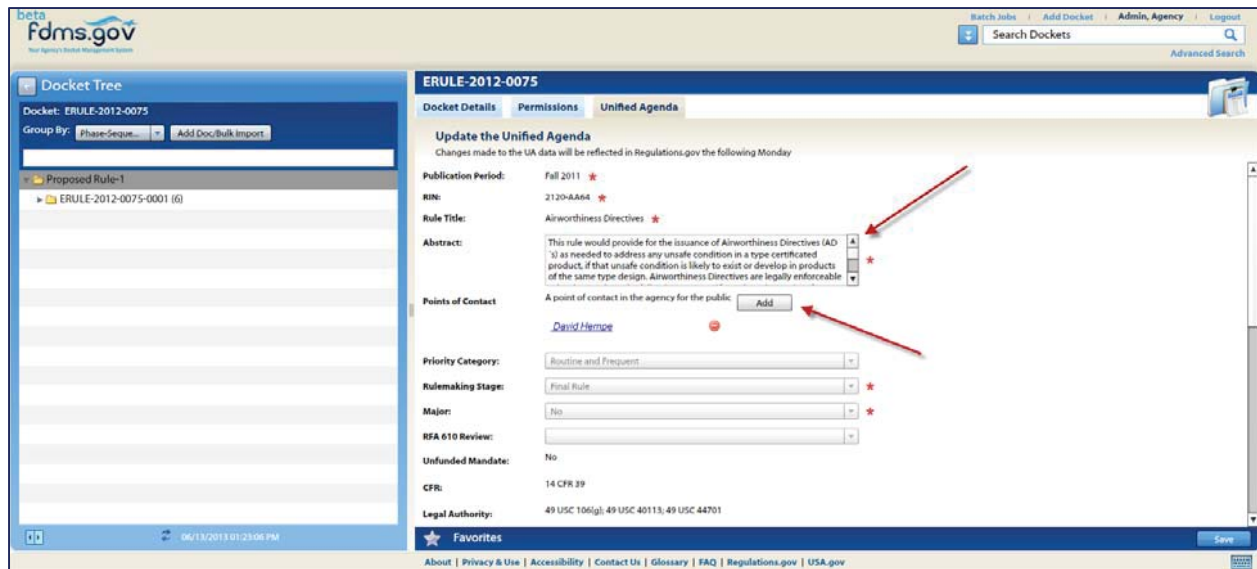 beta
fdms.gov
Your Agency's Docket Management System
Batch Jobs | Add Docket | Admin, Agency | Logout
Search Dockets
Advanced Search
Docket Tree
Docket: ERULE-2012-0075
Group By: Phase-Seque... Add Doc/Bulk Import
Proposed Rule-1
ERULE-2012-0075-0001 (6)
06/13/2013 01:23:06 PM
ERULE-2012-0075
Docket Details Permissions Unified Agenda
Update the Unified Agenda
Changes made to the UA data will be reflected in Regulations.gov the following Monday
Publication Period: Fall 2011 *
RIN: 2120-AA64 *
Rule Title: Airworthiness Directives *
Abstract: This rule would provide for the issuance of Airworthiness Directives (AD
's) as needed to address any unsafe condition in a type certificated
product, if that unsafe condition is likely to exist or develop in products
of the same type design. Airworthiness Directives are legally enforceable
*
Points of Contact A point of contact in the agency for the public Add
David Hempe
Priority Category: Routine and Frequent
Rulemaking Stage: Final Rule *
Major: No *
RFA 610 Review:
Unfunded Mandate: No
CFR: 14 CFR 39
Legal Authority: 49 USC 106(g); 49 USC 40113; 49 USC 44701
Favorites Save
About | Privacy & Use | Accessibility | Contact Us | Glossary | FAQ | Regulations.gov | USA.gov